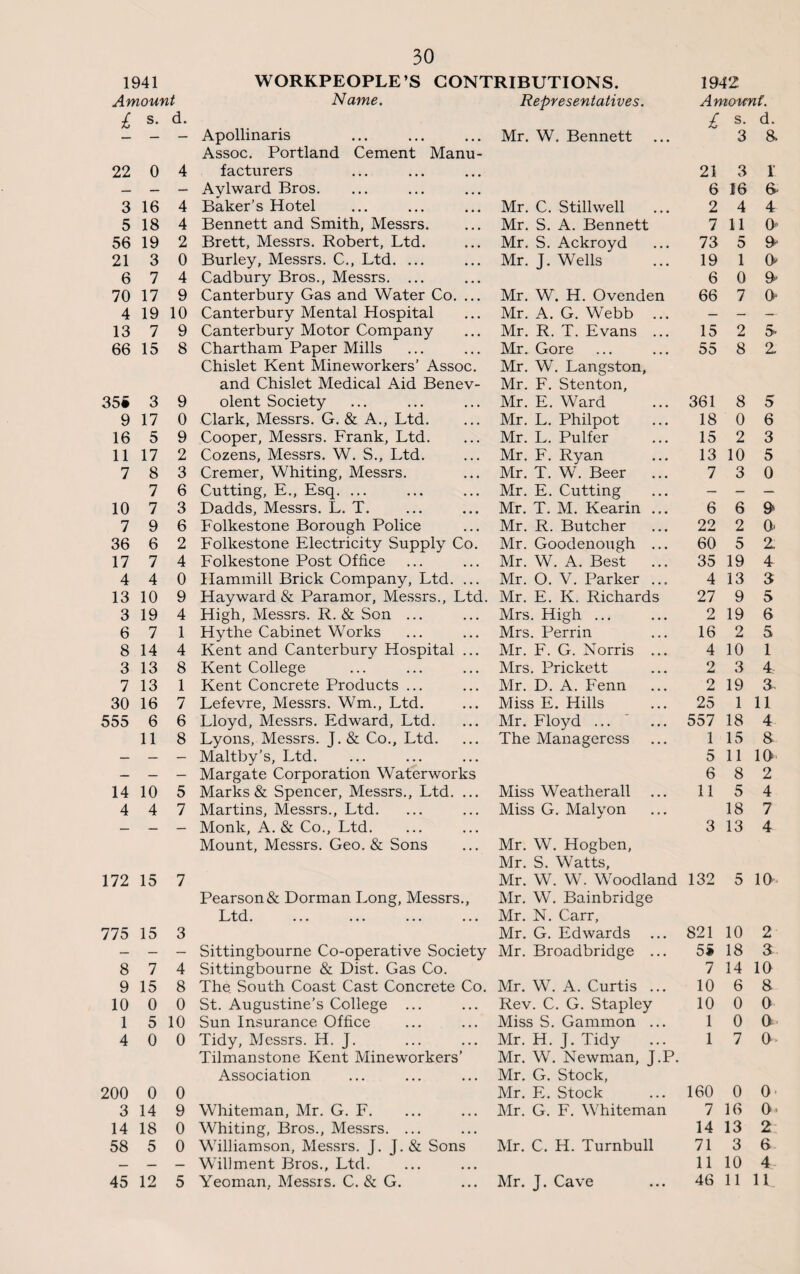 30
1941 WORKPEOPLE'S CONTRIBUTIONS. 1942
Amount Name. Representatives. Amount.
£ s. d. £ s. d.
— — — Apollinaris ... ... ... Mr. W. Bennett ... 3 8
Assoc. Portland Cement Manu-
22 0 4 facturers ... ... ... 21 3 1
— — — Aylward Bros. ... ... ... 6 16 6
3 16 4 Baker's Hotel ... ... ... Mr. C. Stillwell ... 2 4 4
5 18 4 Bennett and Smith, Messrs. ... Mr. S. A. Bennett 7 11 0
56 19 2 Brett, Messrs. Robert, Ltd. ... Mr. S. Ackroyd ... 73 5 9
21 3 0 Burley, Messrs. C., Ltd. ... ... Mr. J. Wells ... 19 1 0
6 7 4 Cadbury Bros., Messrs. ... ... 6 0 9
70 17 9 Canterbury Gas and Water Co. ... Mr. W. H. Ovenden 66 7 0
4 19 10 Canterbury Mental Hospital ... Mr. A. G. Webb ... — — —
13 7 9 Canterbury Motor Company ... Mr. R. T. Evans ... 15 2 5
66 15 8 Chartham Paper Mills ... ... Mr. Gore ... ... 55 8 2
Chislet Kent Mineworkers' Assoc. Mr. W. Langston,
and Chislet Medical Aid Benev- Mr. F. Stenton,
35 3 9 olent Society ... ... ... Mr. E. Ward ... 361 8 5
9 17 0 Clark, Messrs. G. & A., Ltd. ... Mr. L. Philpot ... 18 0 6
16 5 9 Cooper, Messrs. Frank, Ltd. ... Mr. L. Pulfer ... 15 2 3
11 17 2 Cozens, Messrs. W. S., Ltd. ... Mr. F. Ryan ... 13 10 5
7 8 3 Cremer, Whiting, Messrs. ... Mr. T. W. Beer ... 7 3 0
7 6 Cutting, E., Esq. ... ... ... Mr. E. Cutting ... — — —
10 7 3 Dadds, Messrs. L. T. ... ... Mr. T. M. Kearin ... 6 6 9
7 9 6 Folkestone Borough Police ... Mr. R. Butcher ... 22 2 0
36 6 2 Folkestone Electricity Supply Co. Mr. Goodenough ... 60 5 2
17 7 4 Folkestone Post Office ... ... Mr. W. A. Best ... 35 19 4
4 4 0 Hammill Brick Company, Ltd. ... Mr. O. V. Parker ... 4 13 3
13 10 9 Hayward & Paramor, Messrs., Ltd. Mr. E. K. Richards 27 9 5
3 19 4 High, Messrs. R. & Son ... ... Mrs. High ... ... 2 19 6
6 7 1 Hythe Cabinet Works ... ... Mrs. Perrin ... 16 2 5
8 14 4 Kent and Canterbury Hospital ... Mr. F. G. Norris ... 4 10 1
3 13 8 Kent College ... ... ... Mrs. Prickett ... 2 3 4
7 13 1 Kent Concrete Products ... ... Mr. D. A. Fenn ... 2 19 3
30 16 7 Lefevre, Messrs. Wm., Ltd. ... Miss E. Hills ... 25 1 11
555 6 6 Lloyd, Messrs. Edward, Ltd. ... Mr. Floyd ... ... 557 18 4
11 8 Lyons, Messrs. J. & Co., Ltd. ... The Manageress ... 1 15 8
— — — Maltby's, Ltd. ... ... ... 5 11 10
— — — Margate Corporation Waterworks 6 8 2
14 10 5 Marks & Spencer, Messrs., Ltd. ... Miss Weatherall ... 11 5 4
4 4 7 Martins, Messrs., Ltd. ... ... Miss G. Malyon ... 18 7
— — — Monk, A. & Co., Ltd. ... ... 3 13 4
Mount, Messrs. Geo. & Sons ... Mr. W. Hogben,
Mr. S. Watts,
172 15 7 Mr. W. W. Woodland 132 5 10
Pearson & Dorman Long, Messrs., Mr. W. Bainbridge
Ltd. ... ... ... ... Mr. N. Carr,
775 15 3 Mr. G. Edwards ... 821 10 2
— — — Sittingbourne Co-operative Society Mr. Broadbridge ... 5 18 3
8 7 4 Sittingbourne & Dist. Gas Co. 7 14 10
9 15 8 The South Coast Cast Concrete Co. Mr. W. A. Curtis ... 10 6 8
10 0 0 St. Augustine's College ... ... Rev. C. G. Stapley 10 0 0
1 5 10 Sun Insurance Office ... ... Miss S. Gammon ... 1 0 0
4 0 0 Tidy, Messrs. H. J. ... ... Mr. H. J. Tidy ... 1 7 0
Tilmanstone Kent Mineworkers' Mr. W. Newman, J.P.
Association ... ... ... Mr. G. Stock,
200 0 0 Mr. E. Stock ... 160 0 0
3 14 9 Whiteman, Mr. G. F. ... ... Mr. G. F. Whiteman 7 16 0
14 18 0 Whiting, Bros., Messrs. ... ... 14 13 2
58 5 0 Williamson, Messrs. J. J. & Sons Mr. C. H. Turnbull 71 3 6
— — — Willment Bros., Ltd. ... ... 11 10 4
45 12 5 Yeoman, Messrs. C. & G. ... Mr. J. Cave ... 46 11 11